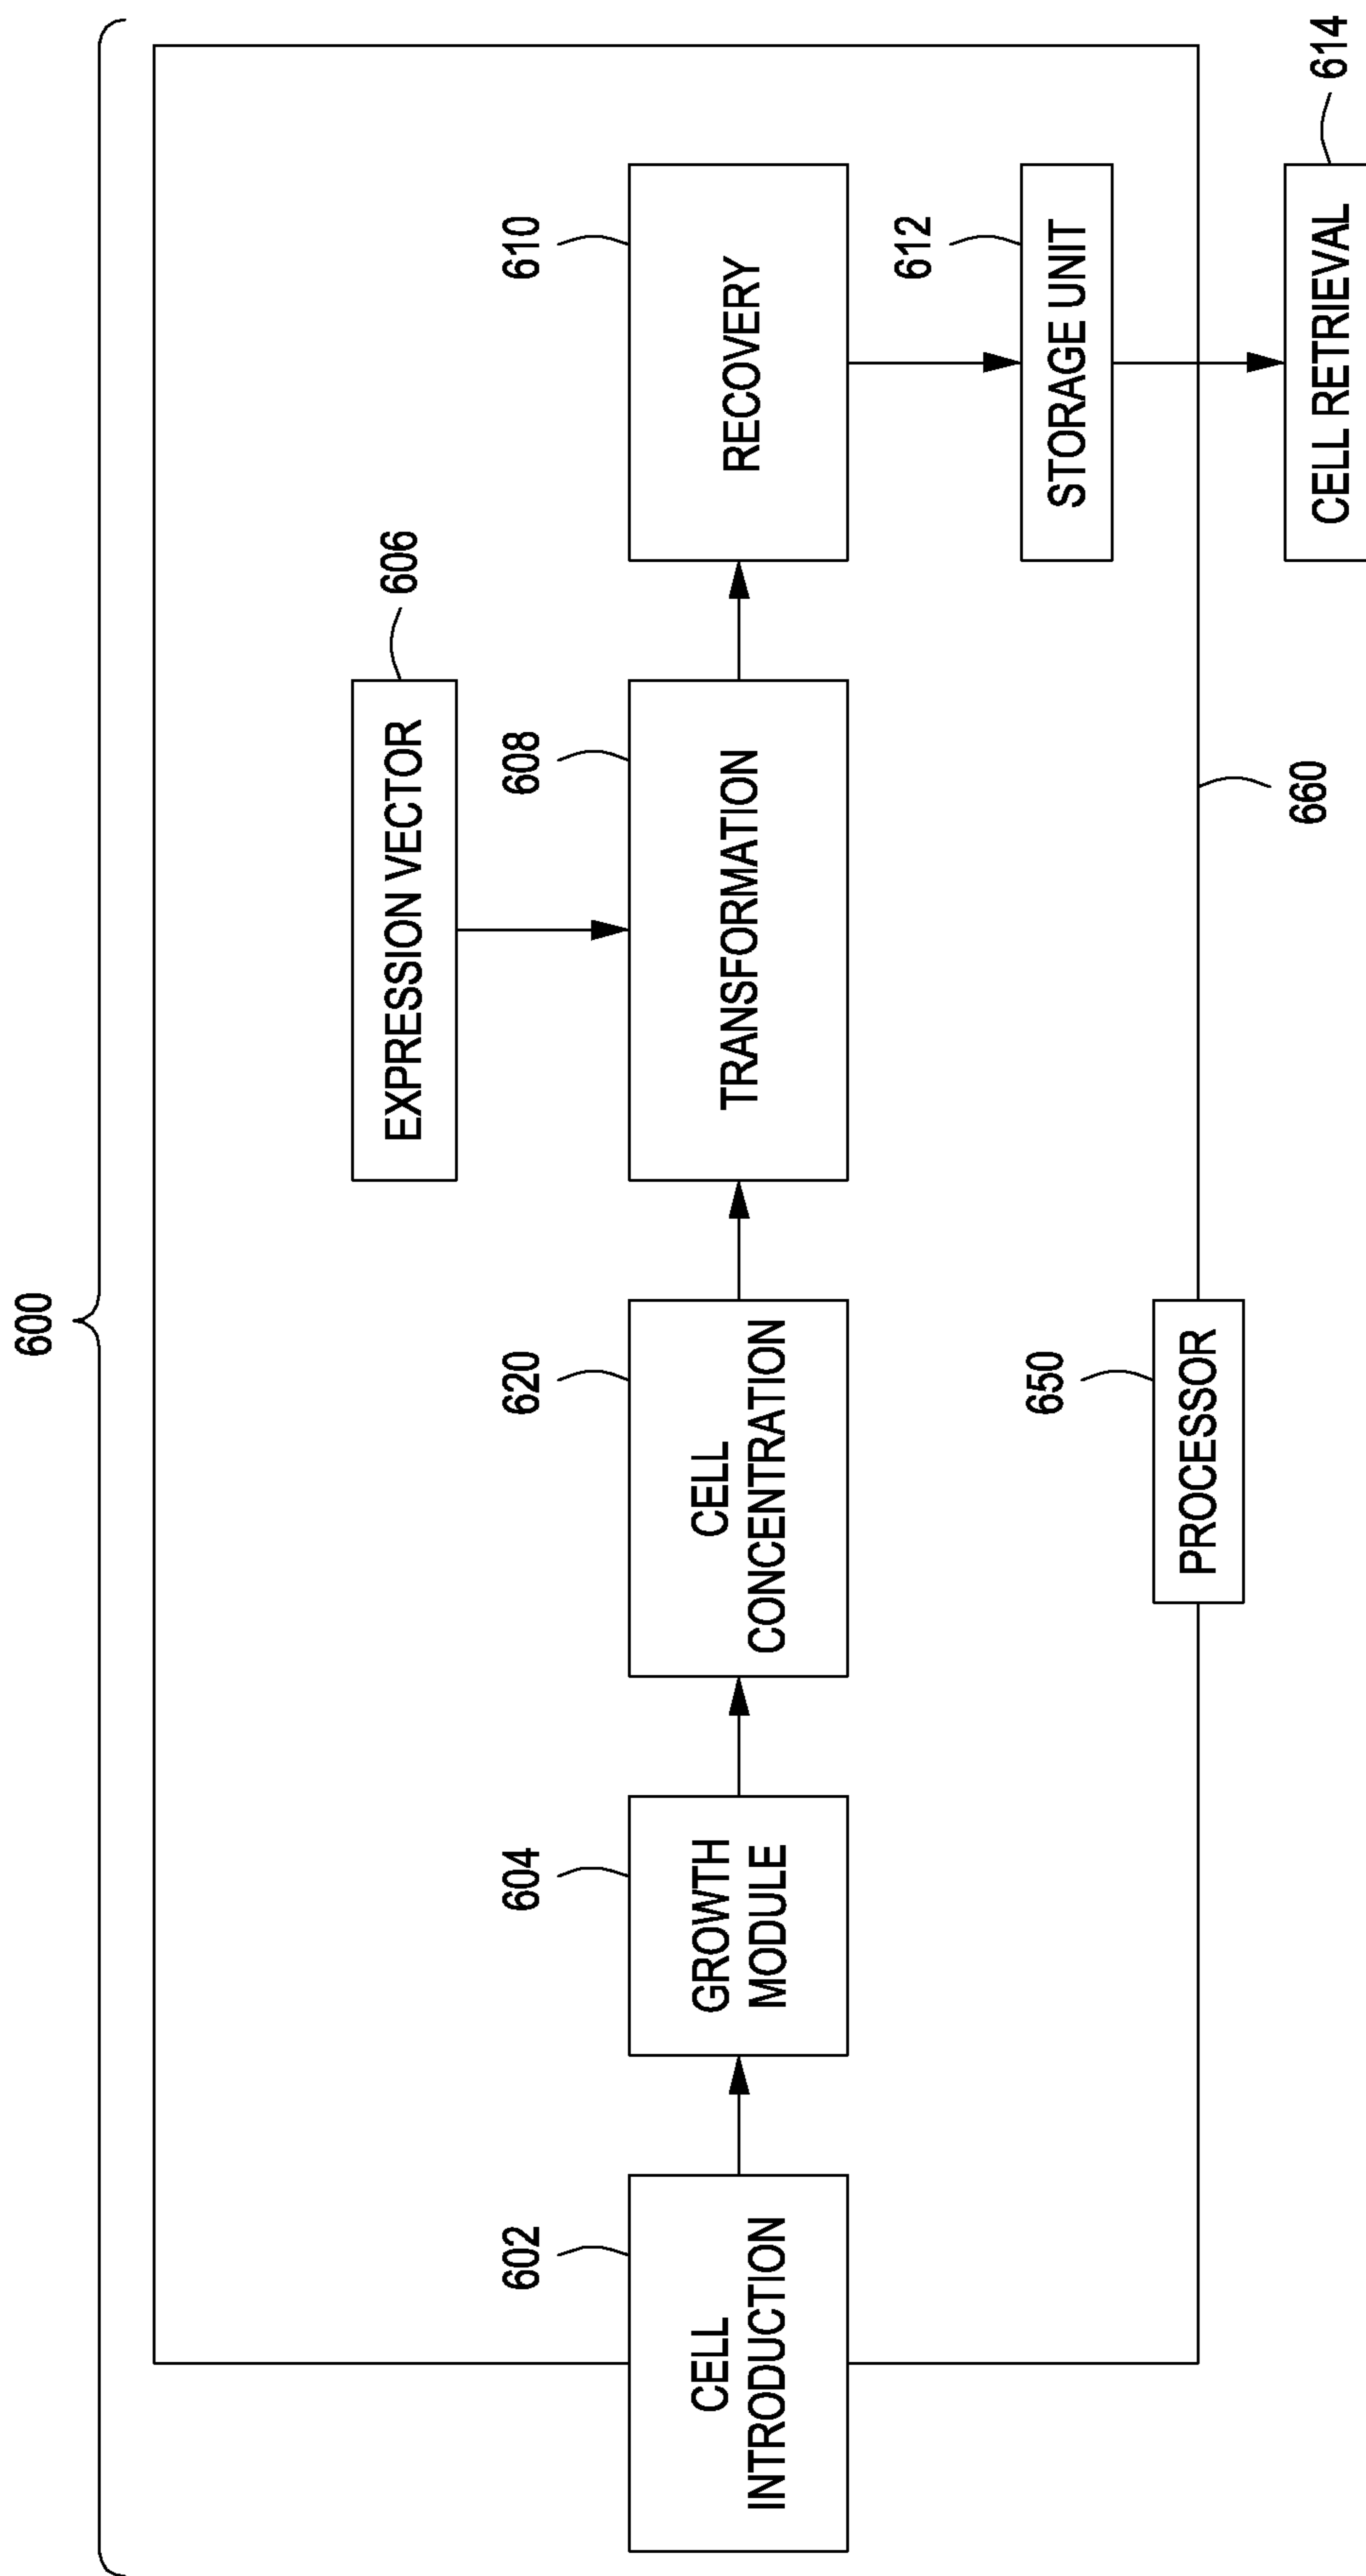 600
EXPRESSION VECTOR
606
602
604
620
608
610
CELL
INTRODUCTION
GROWTH
MODULE
CELL
CONCENTRATION
TRANSFORMATION
RECOVERY
612
STORAGE UNIT
650
PROCESSOR
660
614
CELL RETRIEVAL